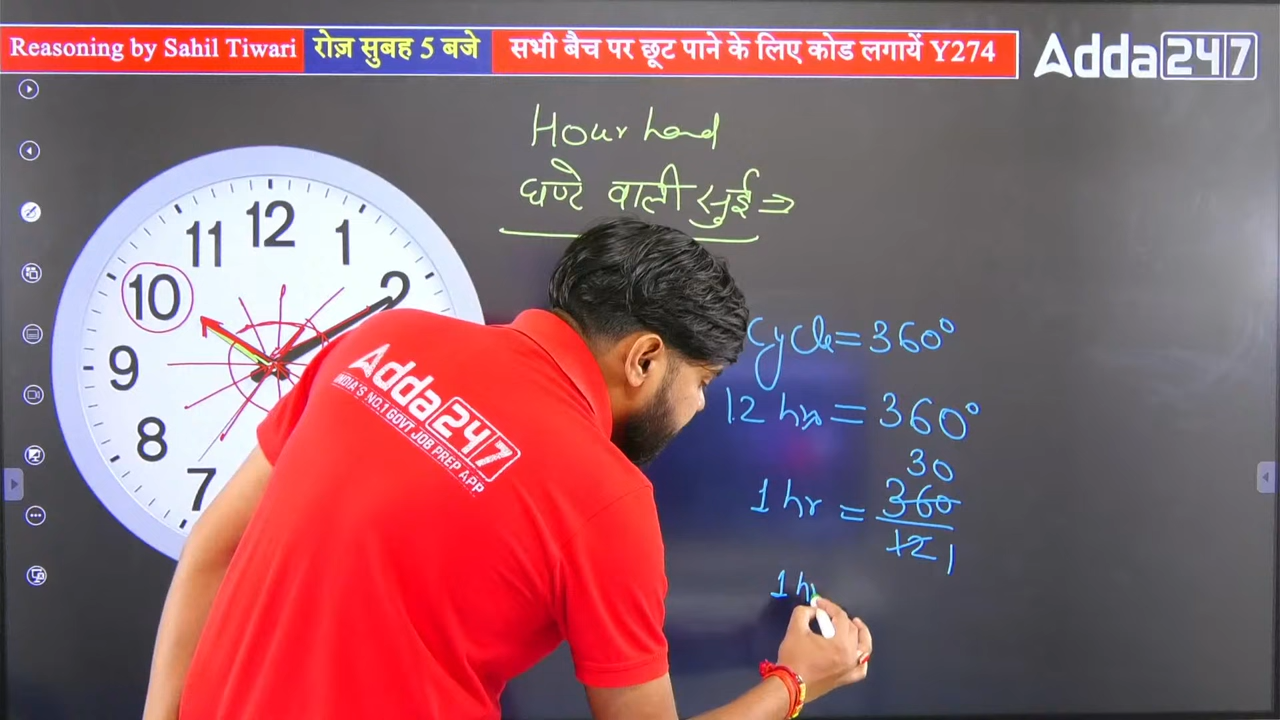 Reasoning by Sahil Tiwari रोज़ सुबह 5 बजे सभी बैच पर छूट पाने के लिए कोड लगायें Y274
Adda247
Hour hand
घण्टे वाली सुई ⇒
12
11 1
10 2
9
8
7
Cycle = 360°
12 hrs = 360°
30
1 hr = 360
12 1
1 hr
Adda247
INDIA'S NO.1 GOVT JOB PREP APP